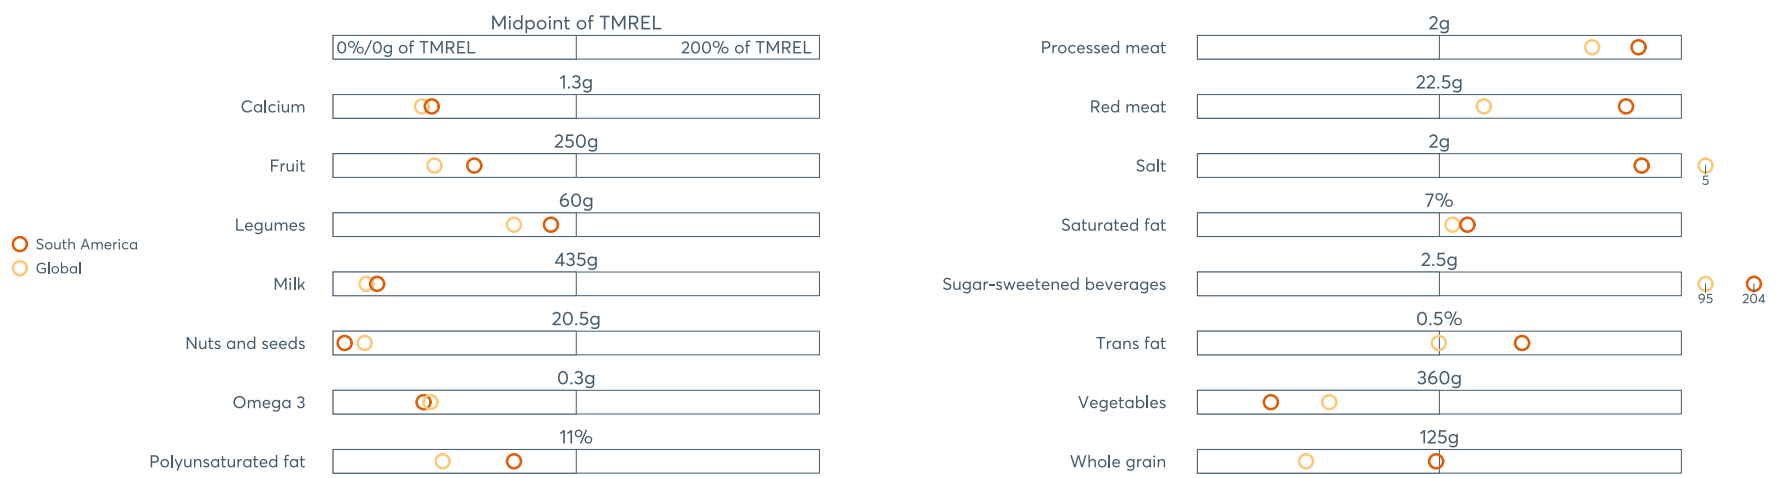 Midpoint of TMREL
0%/0g of TMREL 200% of TMREL
1.3g
Calcium
250g
Fruit
60g
Legumes
435g
Milk
20.5g
Nuts and seeds
0.3g
Omega 3
11%
Polyunsaturated fat
South America
Global
2g
Processed meat
22.5g
Red meat
2g
Salt
5
7%
Saturated fat
2.5g
Sugar-sweetened beverages
95 204
0.5%
Trans fat
360g
Vegetables
125g
Whole grain